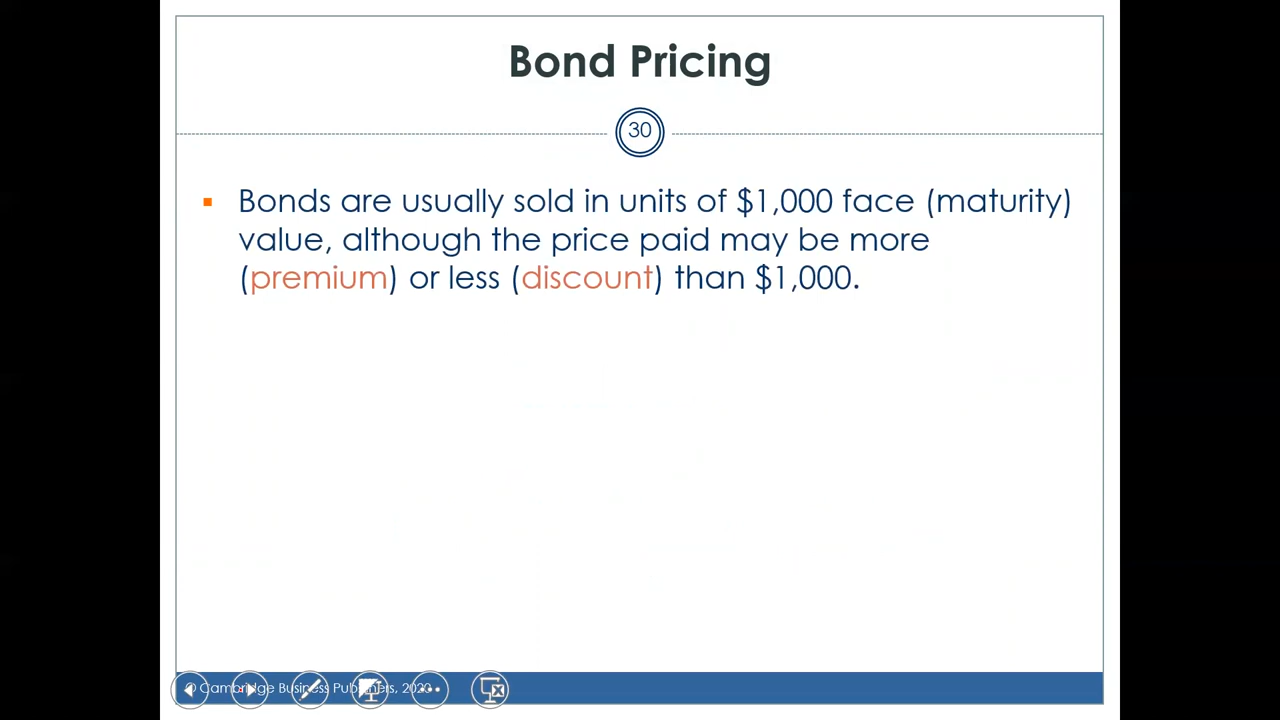 Bond Pricing
30
▪ Bonds are usually sold in units of $1,000 face (maturity)
value, although the price paid may be more
(premium) or less (discount) than $1,000.
© Cambridge Business Publishers, 2020